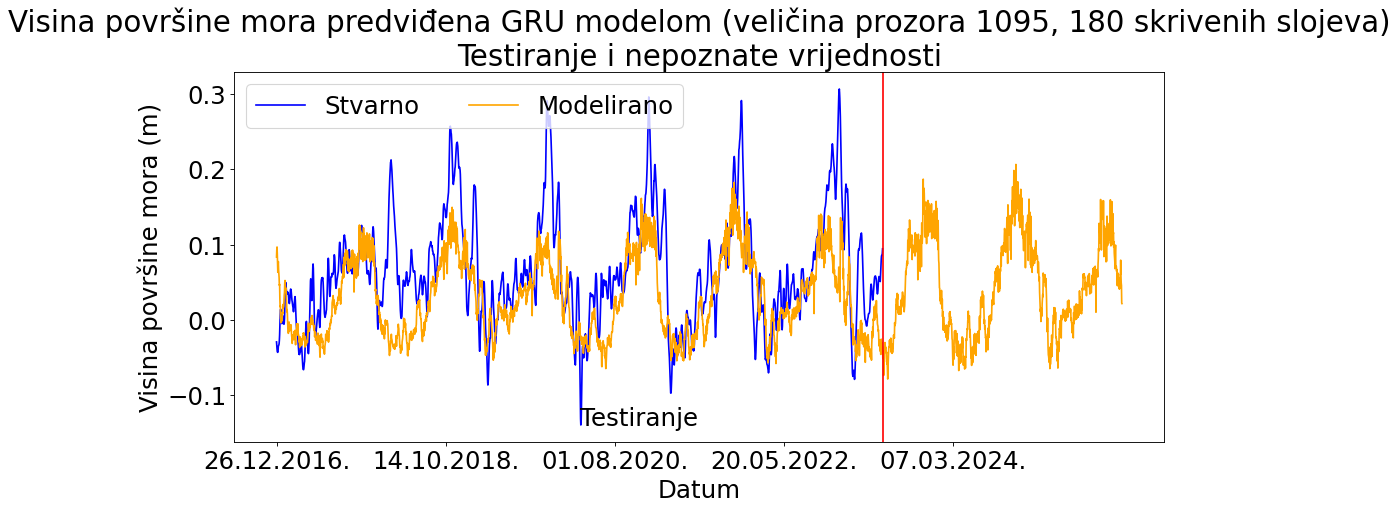 Visina površine mora predviđena GRU modelom (veličina prozora 1095, 180 skrivenih slojeva)
Testiranje i nepoznate vrijednosti
Stvarno Modelirano
Visina površine mora (m)
0.3
0.2
0.1
0.0
−0.1
Testiranje
26.12.2016. 14.10.2018. 01.08.2020. 20.05.2022. 07.03.2024.
Datum